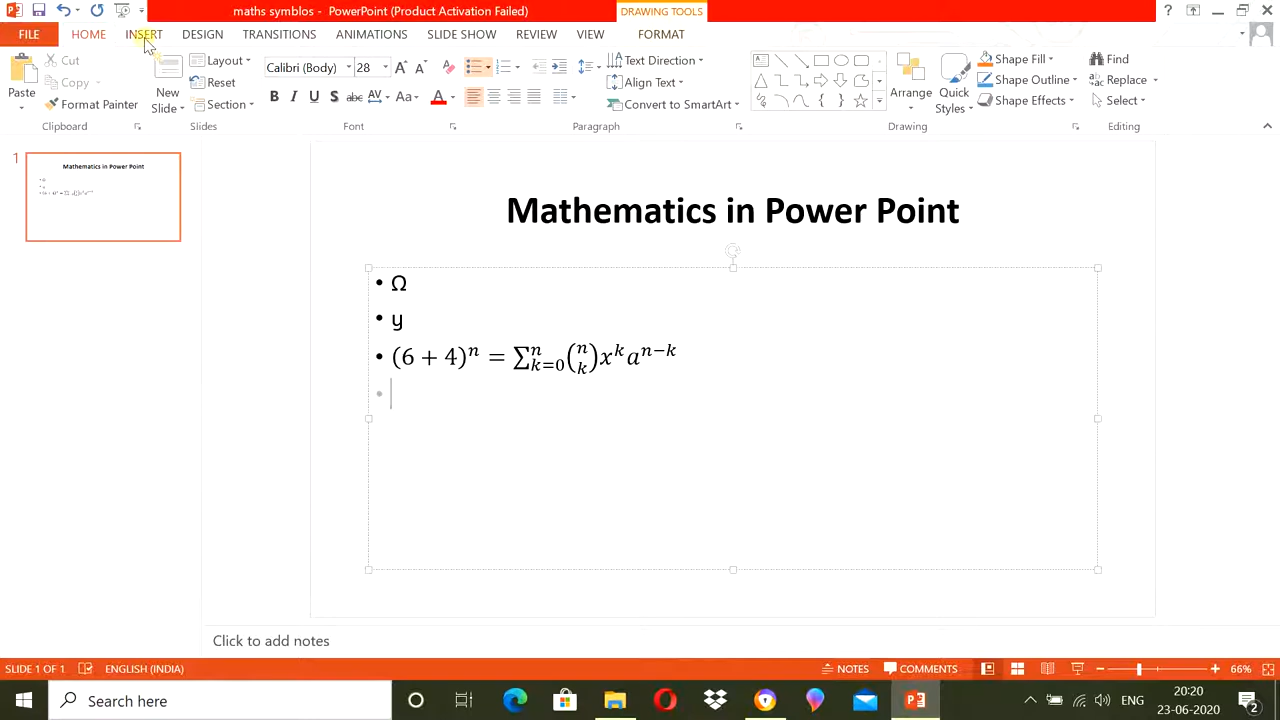 maths symblos - PowerPoint (Product Activation Failed)
DRAWING TOOLS
?
FILE HOME INSERT DESIGN TRANSITIONS ANIMATIONS SLIDE SHOW REVIEW VIEW FORMAT
Paste
Cut
Copy
Format Painter
Clipboard
New
Slide
Layout
Reset
Section
Slides
Calibri (Body) 28
B I U S abc AV Aa A
Font
Text Direction
Align Text
Convert to SmartArt
Paragraph
Arrange
Quick
Styles
Shape Fill
Shape Outline
Shape Effects
Drawing
Find
Replace
Select
Editing
1
Mathematics in Power Point
Mathematics in Power Point
• Ω
• y
• (6 + 4)ⁿ = ∑ⁿₖ₌₀ (n k) xᵏaⁿ⁻ᵏ
Click to add notes
SLIDE 1 OF 1 ENGLISH (INDIA) NOTES COMMENTS 66%
Search here
ENG
20:20
23-06-2020
2